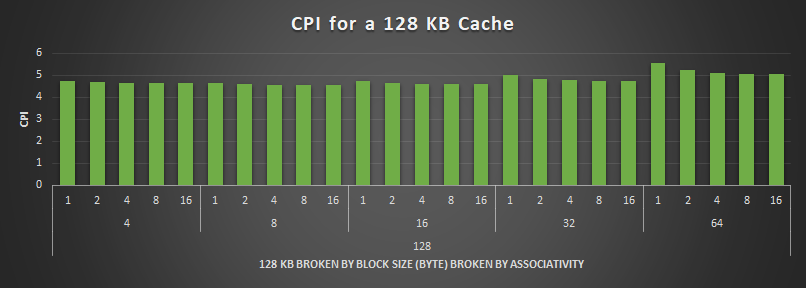 CPI for a 128 KB Cache
6
5
4
3
2
1
0
CPI
1 2 4 8 16 1 2 4 8 16 1 2 4 8 16 1 2 4 8 16 1 2 4 8 16
4 8 16 32 64
128
128 KB BROKEN BY BLOCK SIZE (BYTE) BROKEN BY ASSOCIATIVITY